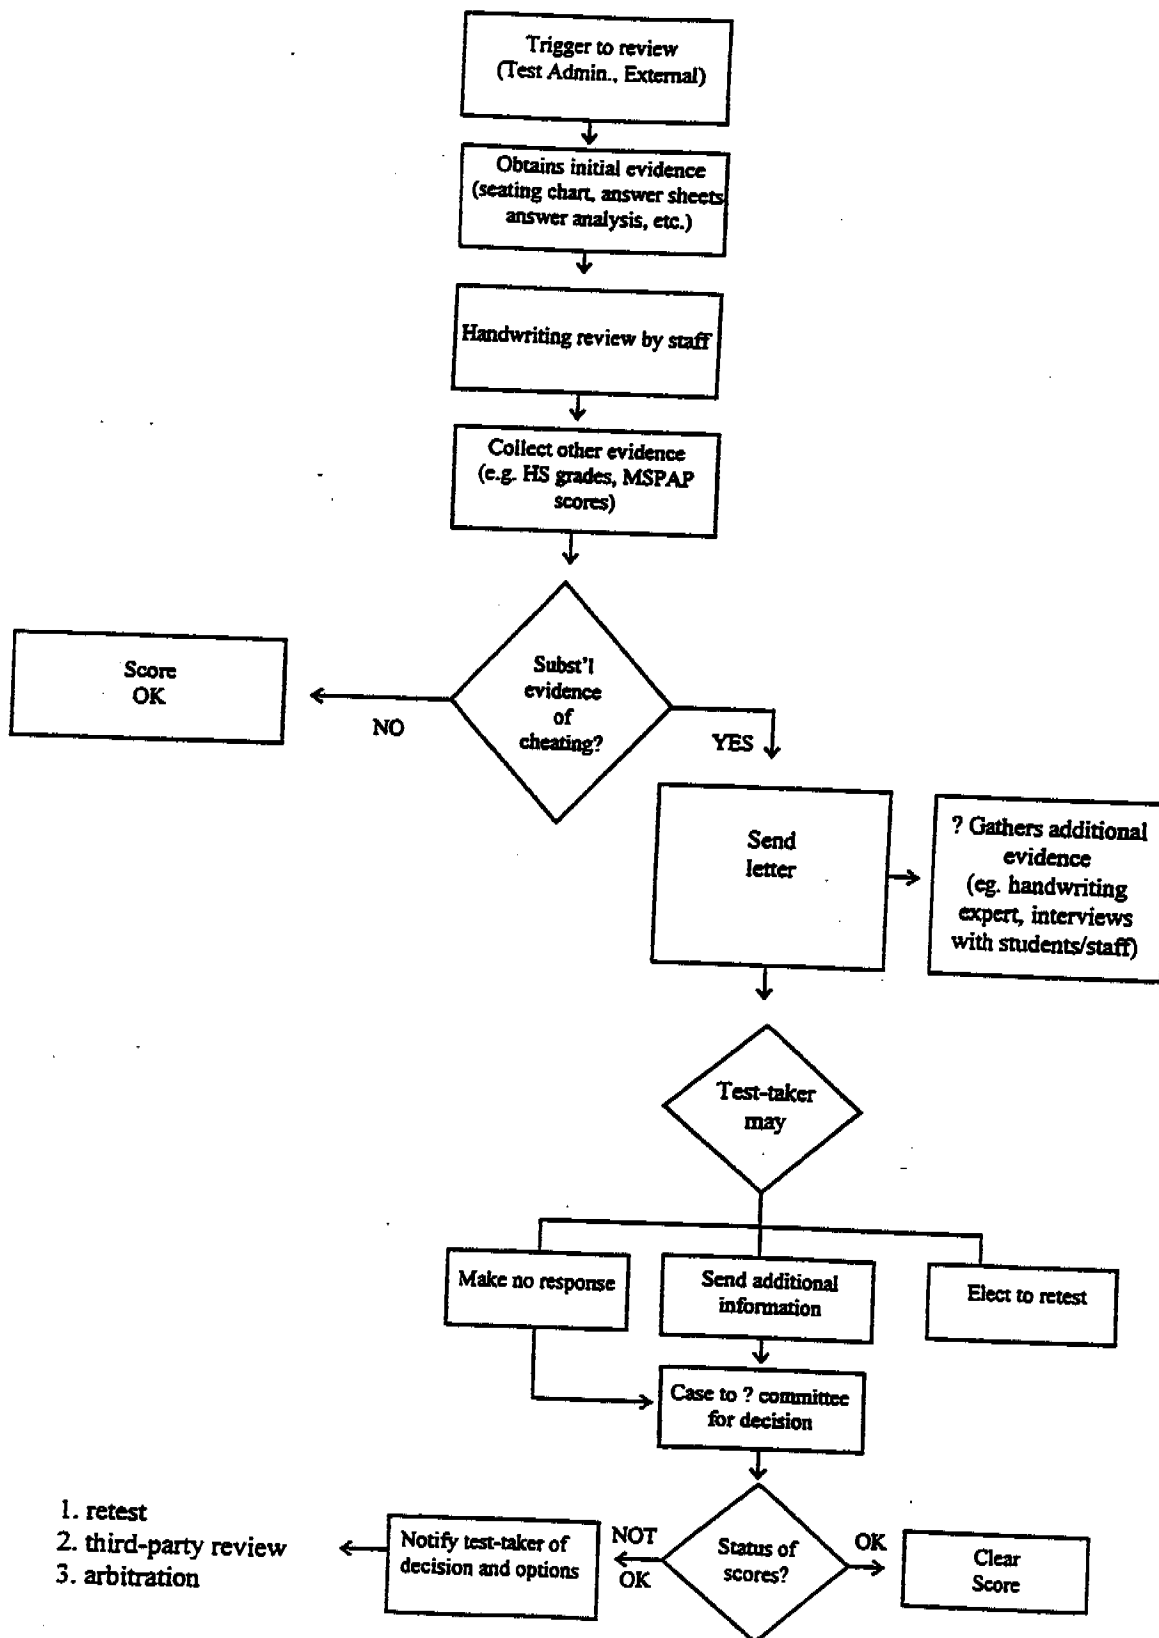 Trigger to review
(Test Admin., External)
Obtains initial evidence
(seating chart, answer sheets
answer analysis, etc.)
Handwriting review by staff
Collect other evidence
(e.g. HS grades, MSPAP
scores)
Subst'l
evidence
of
cheating?
NO
YES
Score
OK
Send
letter
? Gathers additional
evidence
(eg. handwriting
expert, interviews
with students/staff)
Test-taker
may
Make no response
Send additional
information
Elect to retest
Case to ? committee
for decision
Status of
scores?
NOT
OK
OK
Clear
Score
Notify test-taker of
decision and options
1. retest
2. third-party review
3. arbitration